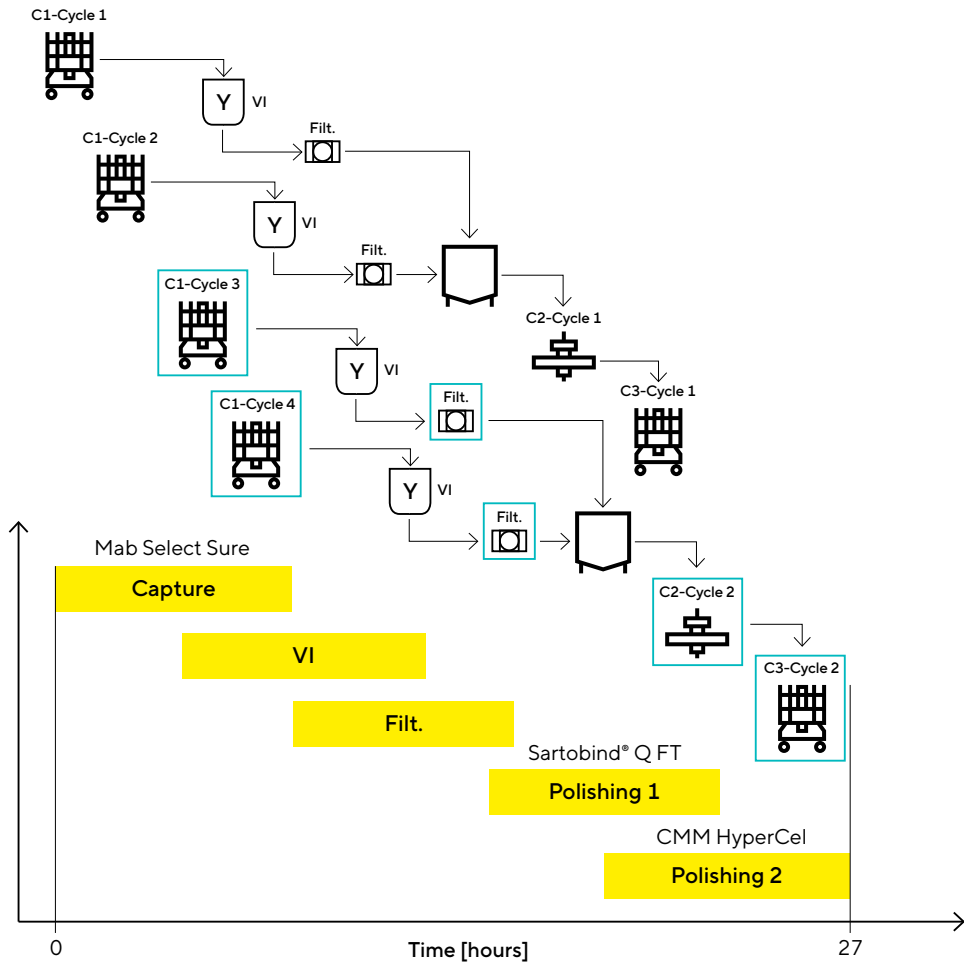 C1-Cycle 1
Y
VI
Filt.
C1-Cycle 2
Y
VI
Filt.
C1-Cycle 3
C2-Cycle 1
Y
VI
C3-Cycle 1
Filt.
C1-Cycle 4
Y
VI
Filt.
Mab Select Sure
Capture
C2-Cycle 2
VI
C3-Cycle 2
Filt.
Sartobind® Q FT
Polishing 1
CMM HyperCel
Polishing 2
0
Time [hours]
27